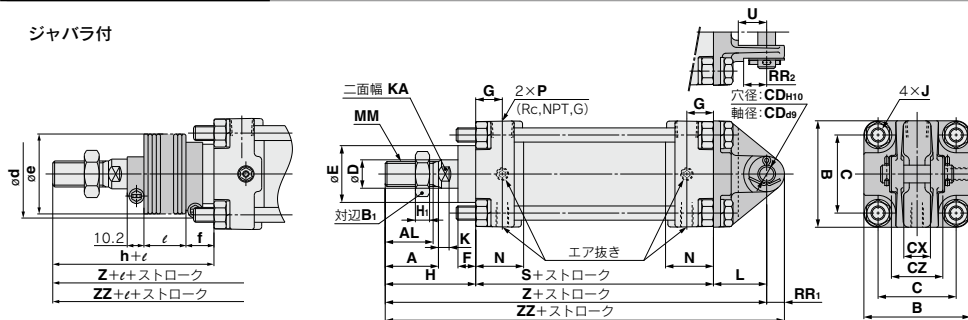 ジャバラ付
U
RR2
穴径:CDH10
軸径:CDd9
4×J
二面幅 KA
G
2×P
(Rc,NPT,G)
MM
G
øE
øD
対辺B1
H1
AL
K
A
F
N
エア抜き
N
H
S+ストローク
L
Z+ストローク
RR1
ZZ+ストローク
ød
øe
10.2
ℓ
f
h+ℓ
Z+ℓ+ストローク
ZZ+ℓ+ストローク
B
C
CX
CZ
C
B